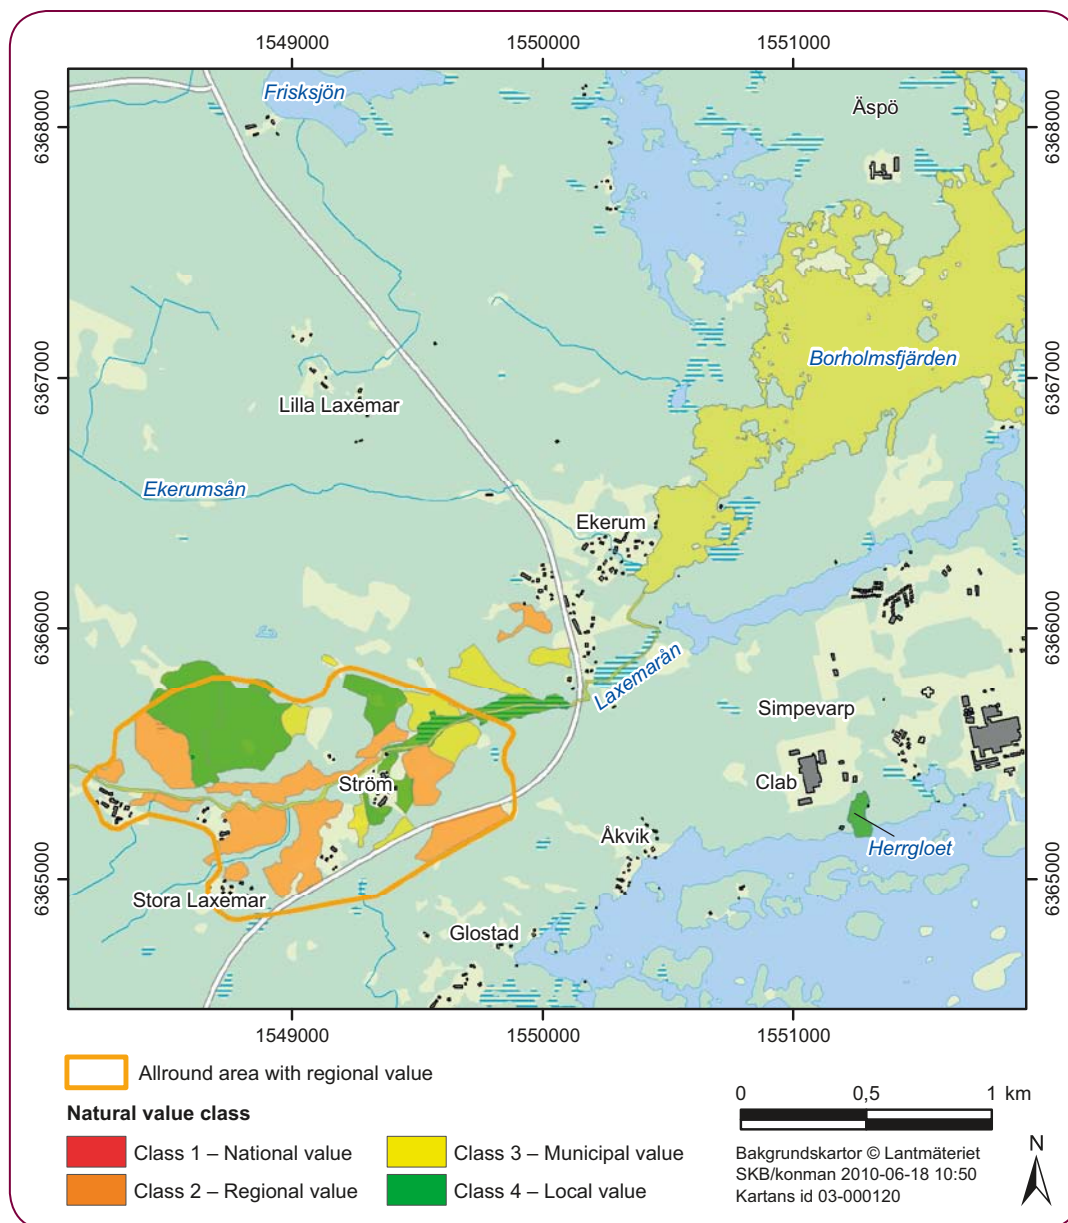 1549000 1550000 1551000
Frisksjön
Äspö
6368000 6368000
Borholmsfjärden
6367000 6367000
Lilla Laxemar
Ekerumsån
Ekerum
6366000 6366000
Laxemarån
Simpevarp
Ström
Clab
Åkvik
Herrgloet
6365000 6365000
Stora Laxemar
Glostad
1549000 1550000 1551000
Allround area with regional value
Natural value class
Class 1 – National value
Class 2 – Regional value
Class 3 – Municipal value
Class 4 – Local value
0 0,5 1 km
Bakgrundskartor © Lantmäteriet
SKB/konman 2010-06-18 10:50
Kartans id 03-000120
N